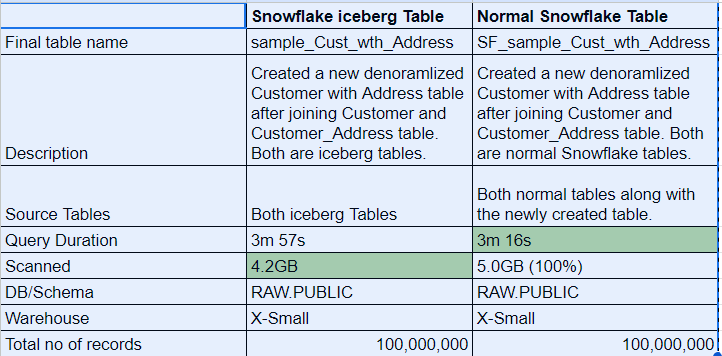 Snowflake iceberg Table Normal Snowflake Table
Final table name sample_Cust_wth_Address SF_sample_Cust_wth_Address
Created a new denoramlized Created a new denoramlized
Customer with Address table Customer with Address table
after joining Customer and after joining Customer and
Customer_Address table. Customer_Address table. Both
Description Both are iceberg tables. are normal Snowflake tables.
Both normal tables along with
Source Tables Both iceberg Tables the newly created table.
Query Duration 3m 57s 3m 16s
Scanned 4.2GB 5.0GB (100%)
DB/Schema RAW.PUBLIC RAW.PUBLIC
Warehouse X-Small X-Small
Total no of records 100,000,000 100,000,000